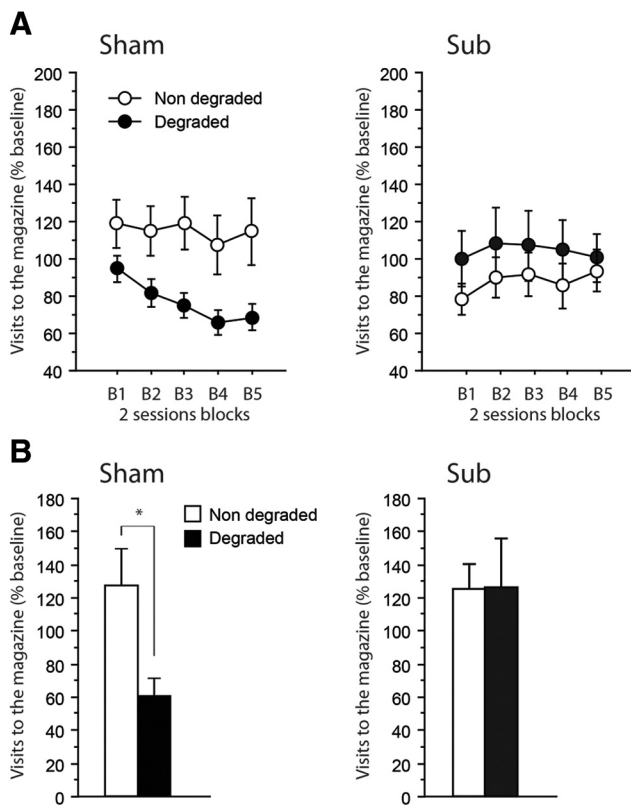 A
Sham
Sub
Visits to the magazine (% baseline)
200
180
160
140
120
100
80
60
40
Non degraded
Degraded
B1 B2 B3 B4 B5
2 sessions blocks
Visits to the magazine (% baseline)
200
180
160
140
120
100
80
60
40
B1 B2 B3 B4 B5
2 sessions blocks
B
Sham
Sub
Visits to the magazine (% baseline)
180
160
140
120
100
80
60
40
20
0
*
Non degraded
Degraded
Visits to the magazine (% baseline)
180
160
140
120
100
80
60
40
20
0